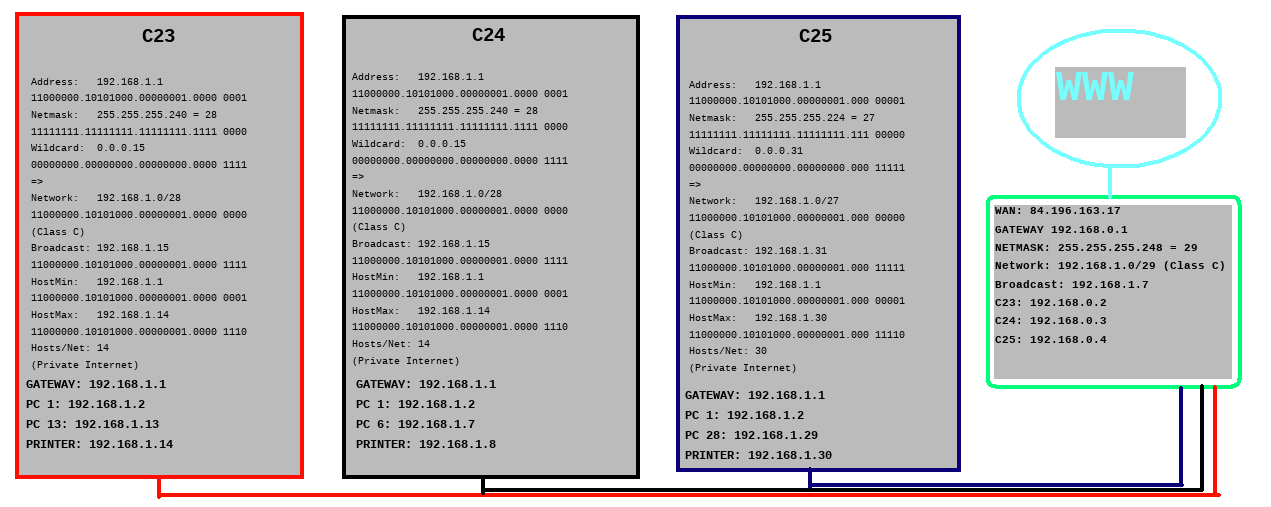 C23
Address:   192.168.1.1
11000000.10101000.00000001.0000 0001
Netmask:   255.255.255.240 = 28
11111111.11111111.11111111.1111 0000
Wildcard:  0.0.0.15
00000000.00000000.00000000.0000 1111
=>
Network:   192.168.1.0/28
11000000.10101000.00000001.0000 0000
(Class C)
Broadcast: 192.168.1.15
11000000.10101000.00000001.0000 1111
HostMin:   192.168.1.1
11000000.10101000.00000001.0000 0001
HostMax:   192.168.1.14
11000000.10101000.00000001.0000 1110
Hosts/Net: 14
(Private Internet)
GATEWAY: 192.168.1.1
PC 1: 192.168.1.2
PC 13: 192.168.1.13
PRINTER: 192.168.1.14
C24
Address:   192.168.1.1
11000000.10101000.00000001.0000 0001
Netmask:   255.255.255.240 = 28
11111111.11111111.11111111.1111 0000
Wildcard:  0.0.0.15
00000000.00000000.00000000.0000 1111
=>
Network:   192.168.1.0/28
11000000.10101000.00000001.0000 0000
(Class C)
Broadcast: 192.168.1.15
11000000.10101000.00000001.0000 1111
HostMin:   192.168.1.1
11000000.10101000.00000001.0000 0001
HostMax:   192.168.1.14
11000000.10101000.00000001.0000 1110
Hosts/Net: 14
(Private Internet)
GATEWAY: 192.168.1.1
PC 1: 192.168.1.2
PC 6: 192.168.1.7
PRINTER: 192.168.1.8
C25
Address:   192.168.1.1
11000000.10101000.00000001.000 00001
Netmask:   255.255.255.224 = 27
11111111.11111111.11111111.111 00000
Wildcard:  0.0.0.31
00000000.00000000.00000000.000 11111
=>
Network:   192.168.1.0/27
11000000.10101000.00000001.000 00000
(Class C)
Broadcast: 192.168.1.31
11000000.10101000.00000001.000 11111
HostMin:   192.168.1.1
11000000.10101000.00000001.000 00001
HostMax:   192.168.1.30
11000000.10101000.00000001.000 11110
Hosts/Net: 30
(Private Internet)
GATEWAY: 192.168.1.1
PC 1: 192.168.1.2
PC 28: 192.168.1.29
PRINTER: 192.168.1.30
WWW
WAN: 84.196.163.17
GATEWAY 192.168.0.1
NETMASK: 255.255.255.248 = 29
Network: 192.168.1.0/29 (Class C)
Broadcast: 192.168.1.7
C23: 192.168.0.2
C24: 192.168.0.3
C25: 192.168.0.4